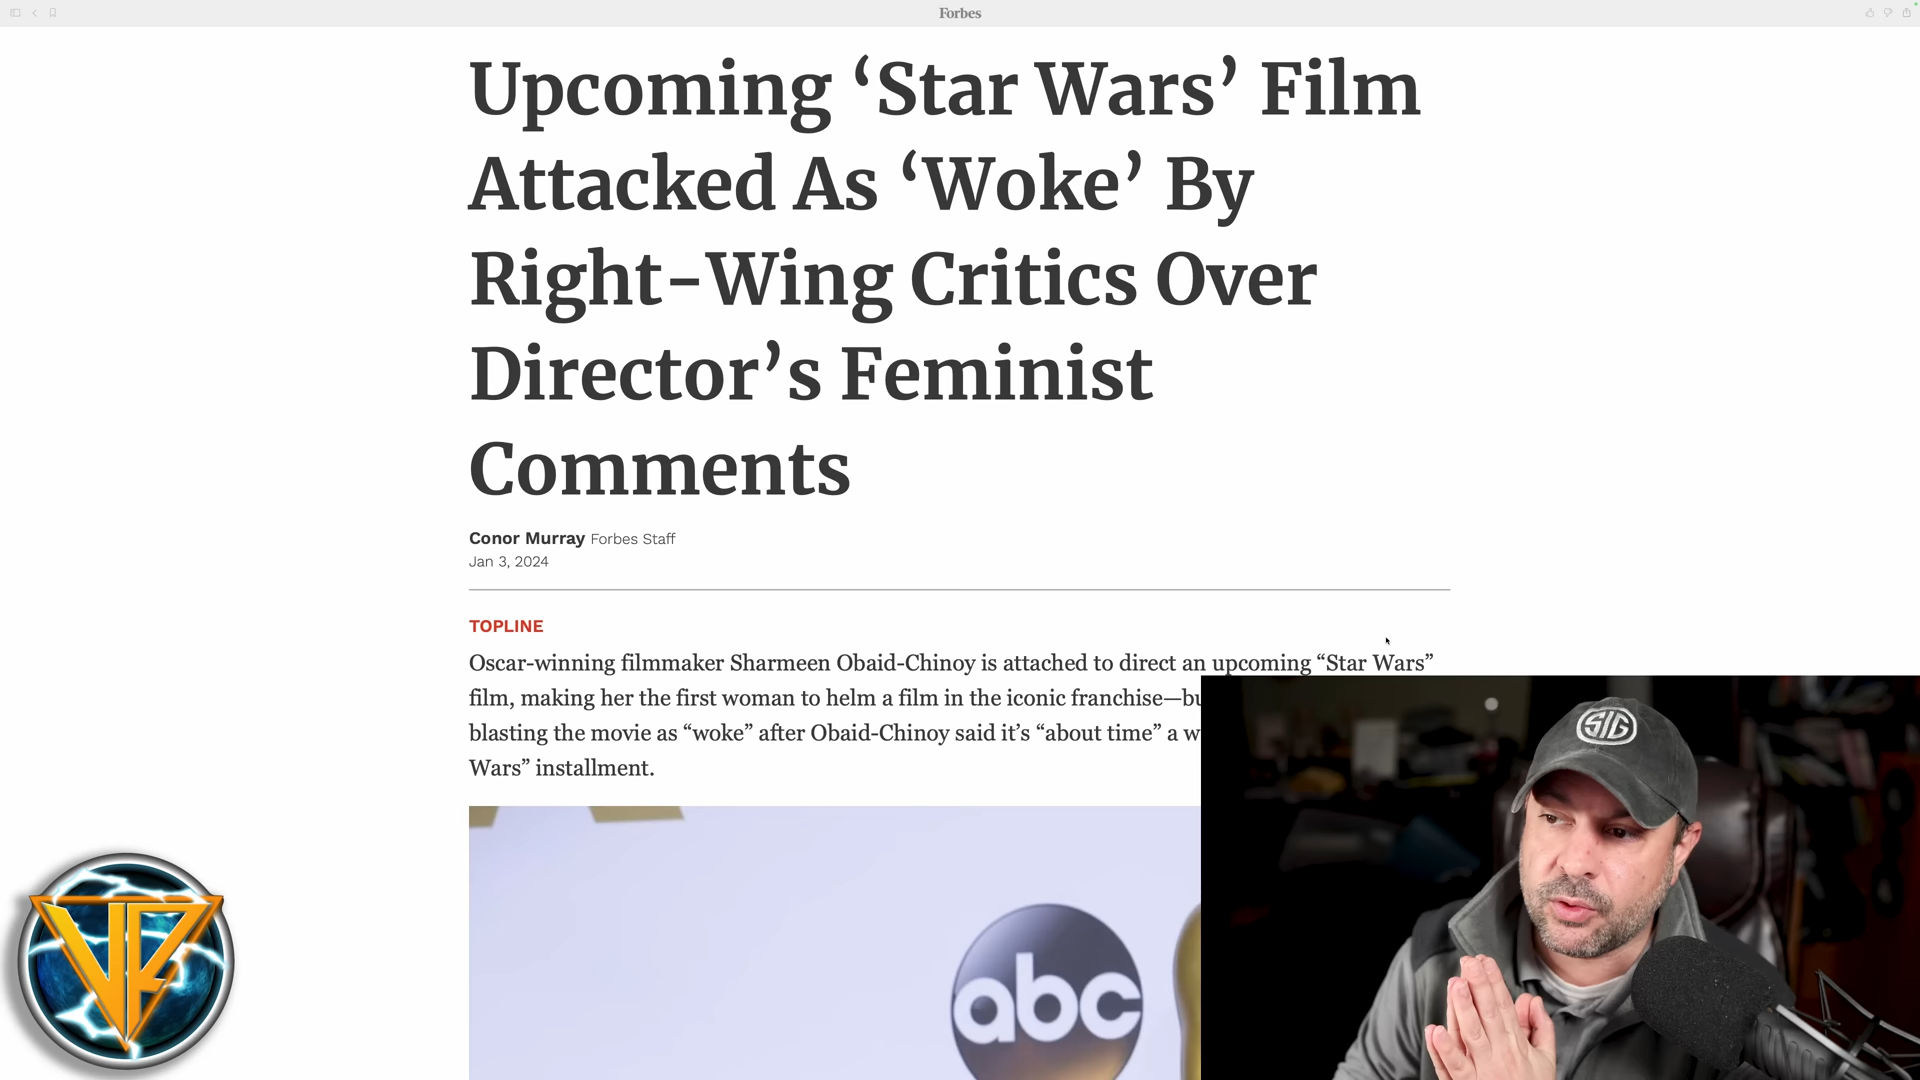 Forbes
Upcoming ‘Star Wars’ Film
Attacked As ‘Woke’ By
Right-Wing Critics Over
Director’s Feminist
Comments
Conor Murray Forbes Staff
Jan 3, 2024
TOPLINE
Oscar-winning filmmaker Sharmeen Obaid-Chinoy is attached to direct an upcoming “Star Wars”
film, making her the first woman to helm a film in the iconic franchise—bu
blasting the movie as “woke” after Obaid-Chinoy said it’s “about time” a w
Wars” installment.
abc
SIG